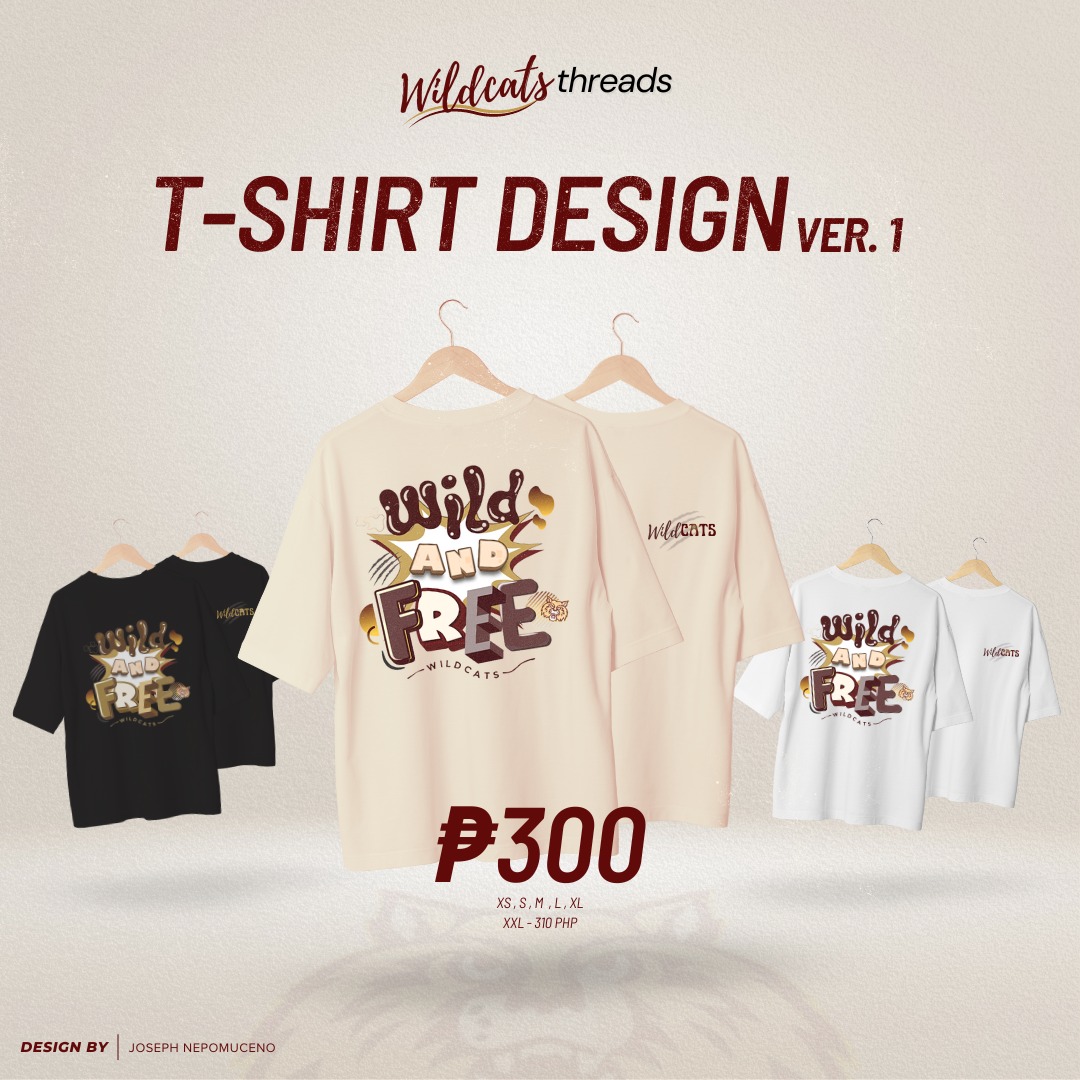 Wildcats threads
T-SHIRT DESIGN VER. 1
Wild
AND
FREE
WILDCATS
WildCATS
Wild
AND
FREE
WILDCATS
WildCATS
Wild
AND
FREE
WILDCATS
WildCATS
₱300
XS, S, M , L, XL
XXL - 310 PHP
DESIGN BY JOSEPH NEPOMUCENO